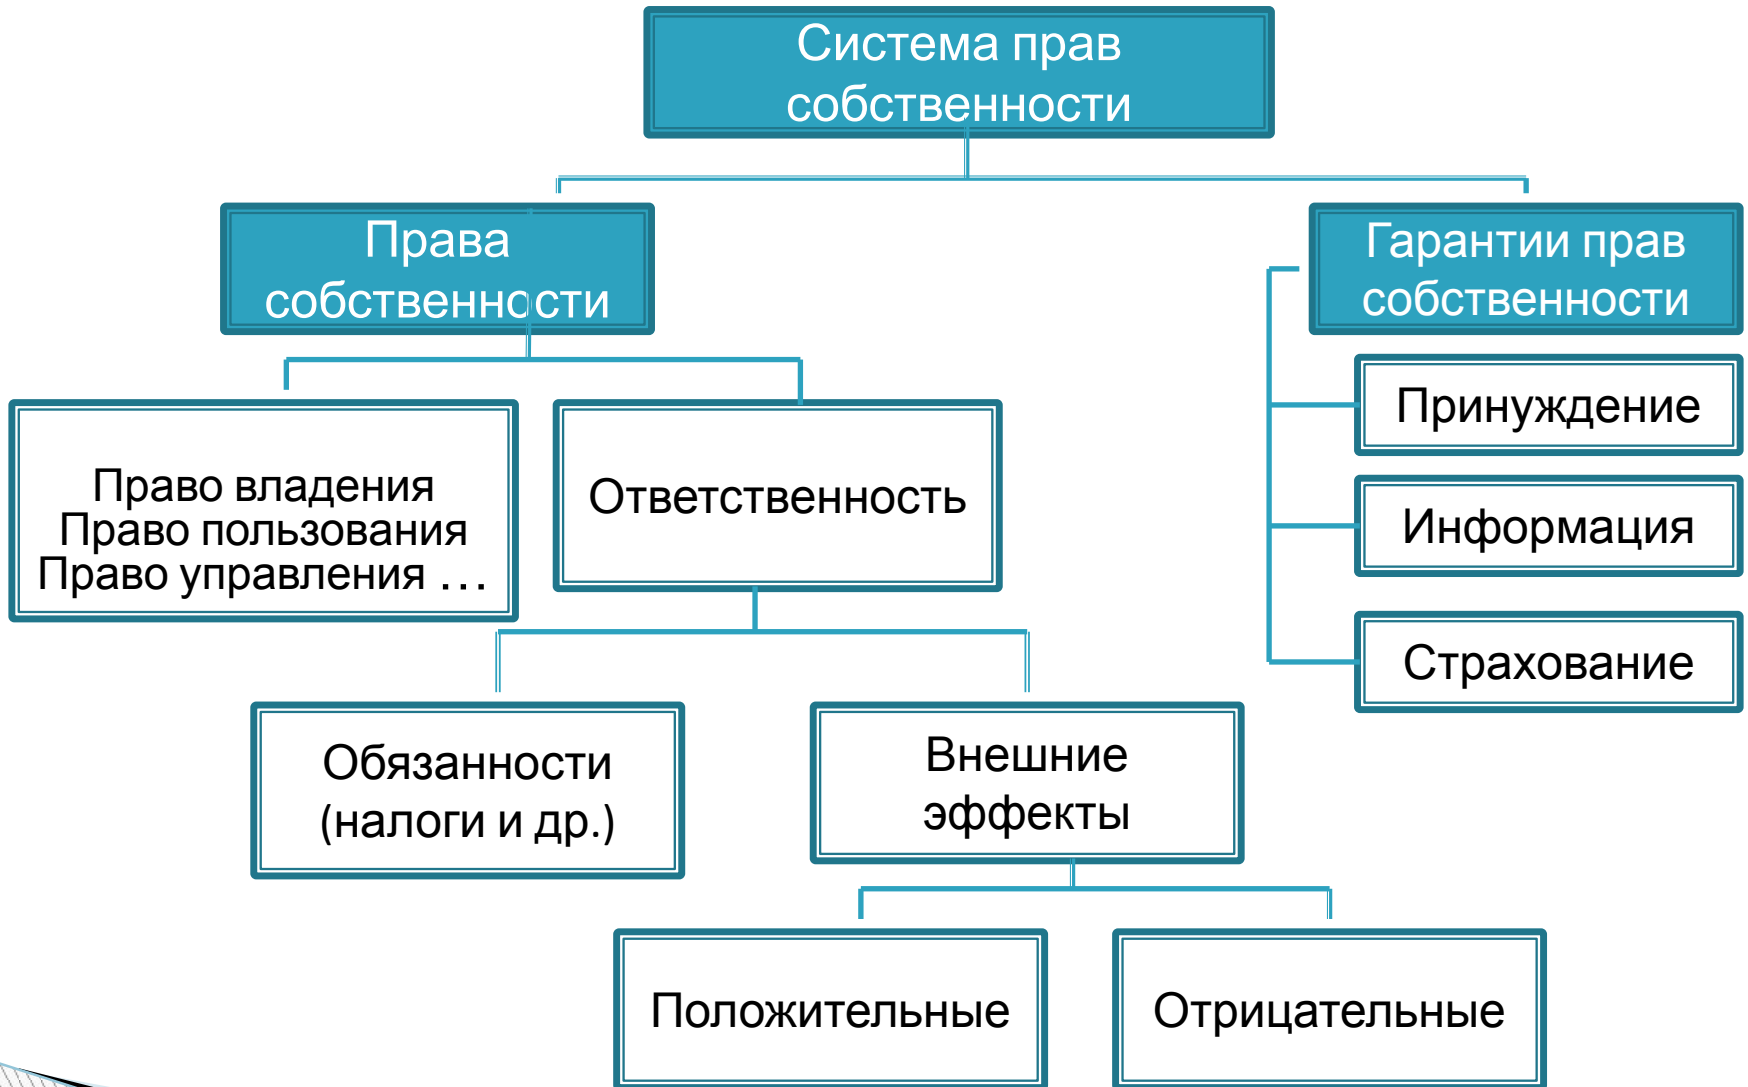 Система прав
собственности
Права
собственности
Гарантии прав
собственности
Принуждение
Право владения
Право пользования
Право управления …
Ответственность
Информация
Страхование
Обязанности
(налоги и др.)
Внешние
эффекты
Положительные
Отрицательные